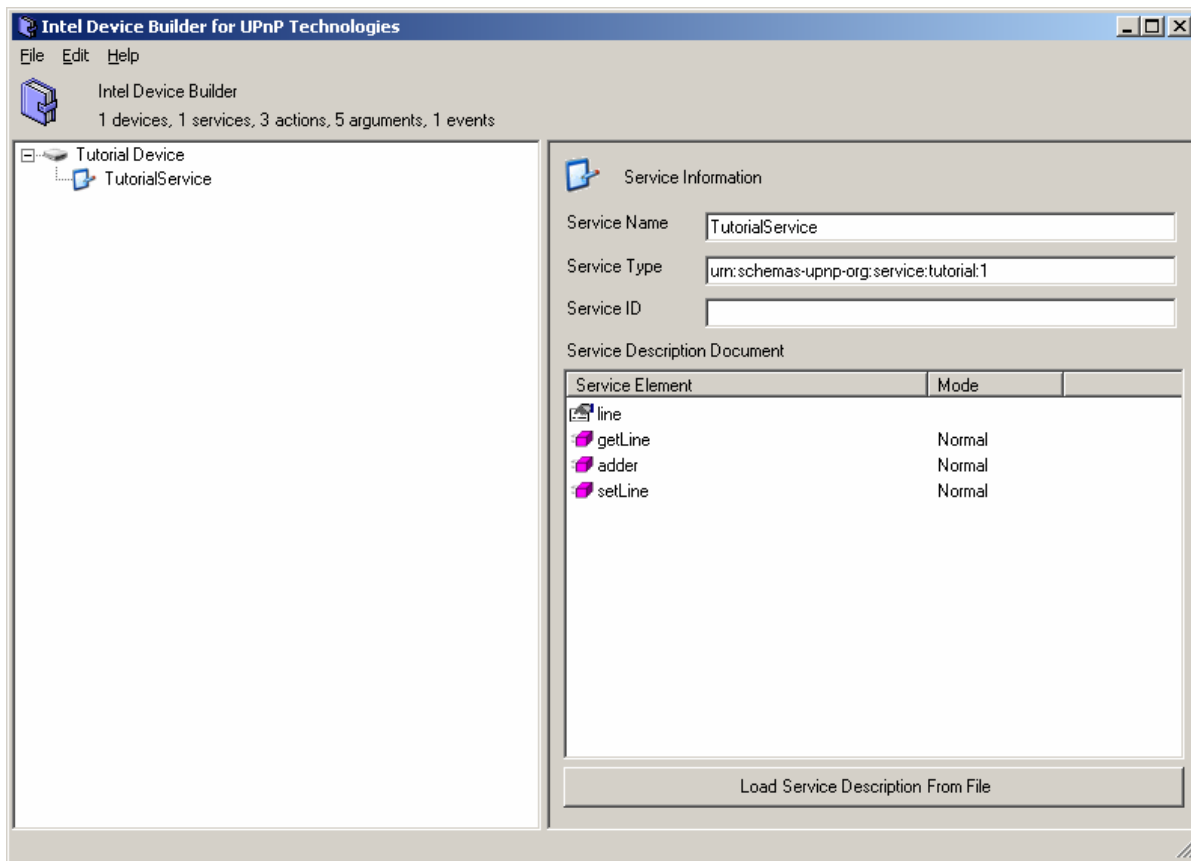 Intel Device Builder for UPnP Technologies
File Edit Help
Intel Device Builder
1 devices, 1 services, 3 actions, 5 arguments, 1 events
Tutorial Device
TutorialService
Service Information
Service Name TutorialService
Service Type urn:schemas-upnp-org:service:tutorial:1
Service ID
Service Description Document
Service Element Mode
line
getLine Normal
adder Normal
setLine Normal
Load Service Description From File